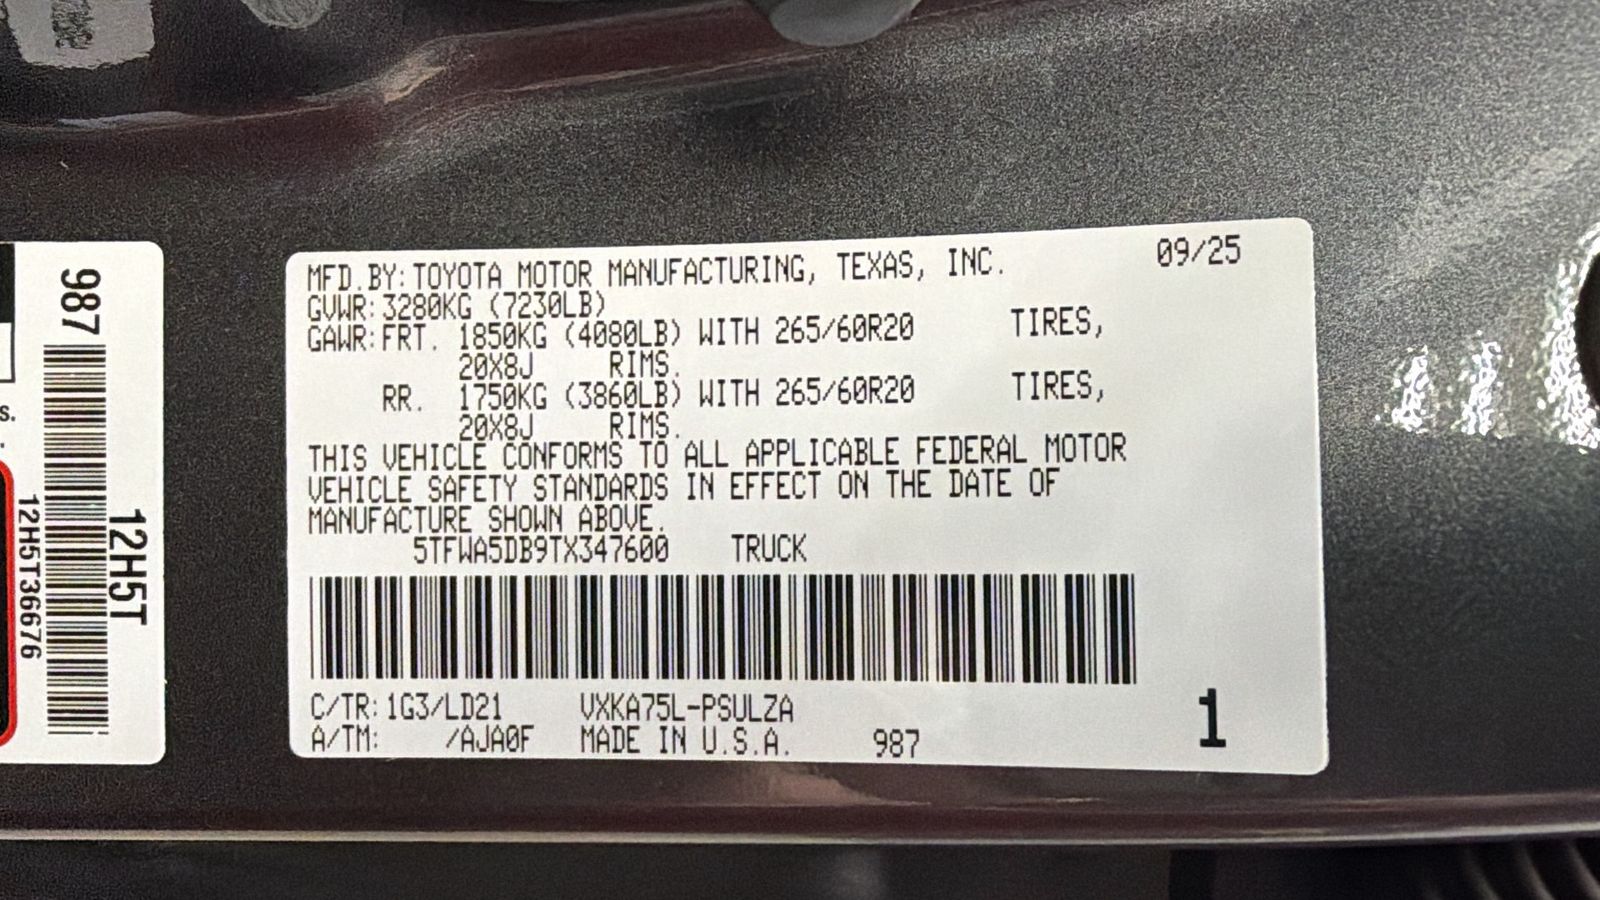 MFD.BY: TOYOTA MOTOR MANUFACTURING, TEXAS, INC. 09/25
GVWR: 3280KG (7230LB)
GAWR: FRT. 1850KG (4080LB) WITH 265/60R20 TIRES,
20X8J RIMS.
RR. 1750KG (3860LB) WITH 265/60R20 TIRES,
20X8J RIMS.
THIS VEHICLE CONFORMS TO ALL APPLICABLE FEDERAL MOTOR
VEHICLE SAFETY STANDARDS IN EFFECT ON THE DATE OF
MANUFACTURE SHOWN ABOVE.
5TFWA5DB9TX347600 TRUCK
C/TR: 1G3/LD21 VXKA75L-PSULZA
A/TM: /AJA0F MADE IN U.S.A. 987
1
987
12H5T
12H5T36676
s.